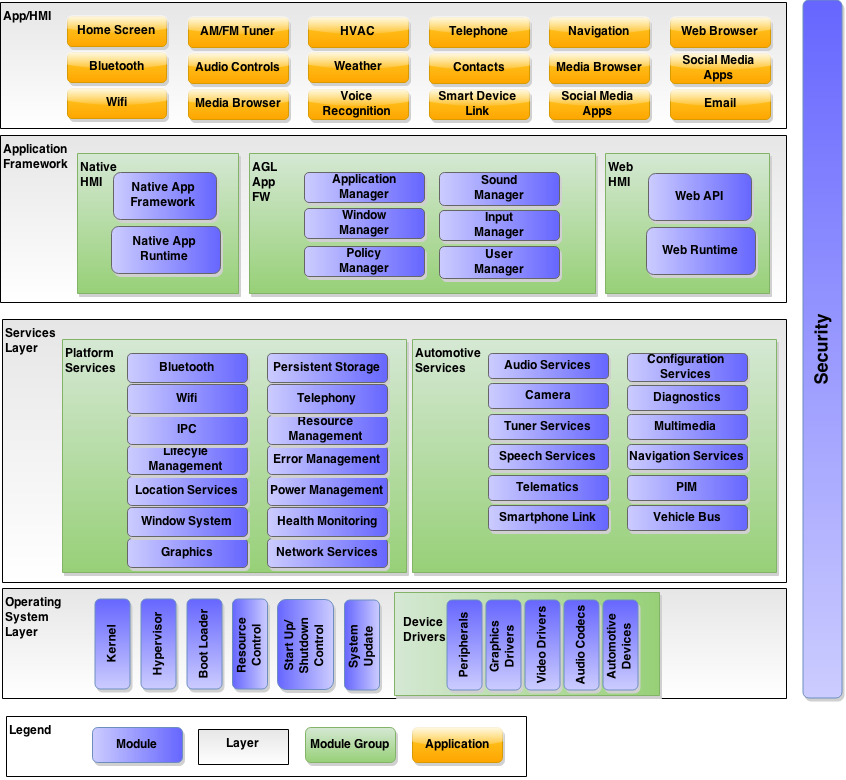 App/HMI
Home Screen
AM/FM Tuner
HVAC
Telephone
Navigation
Web Browser
Bluetooth
Audio Controls
Weather
Contacts
Media Browser
Social Media
Apps
Wifi
Media Browser
Voice
Recognition
Smart Device
Link
Social Media
Apps
Email
Application
Framework
Native
HMI
Native App
Framework
Native App
Runtime
AGL
App
FW
Application
Manager
Sound
Manager
Window
Manager
Input
Manager
Policy
Manager
User
Manager
Web
HMI
Web API
Web Runtime
Services
Layer
Platform
Services
Bluetooth
Persistent Storage
Wifi
Telephony
IPC
Resource
Management
Lifecyle
Management
Error Management
Location Services
Power Management
Window System
Health Monitoring
Graphics
Network Services
Automotive
Services
Audio Services
Configuration
Services
Camera
Diagnostics
Tuner Services
Multimedia
Speech Services
Navigation Services
Telematics
PIM
Smartphone Link
Vehicle Bus
Operating
System
Layer
Kernel
Hypervisor
Boot Loader
Resource
Control
Start Up/
Shutdown
Control
System
Update
Device
Drivers
Peripherals
Graphics
Drivers
Video Drivers
Audio Codecs
Automotive
Devices
Security
Legend
Module
Layer
Module Group
Application